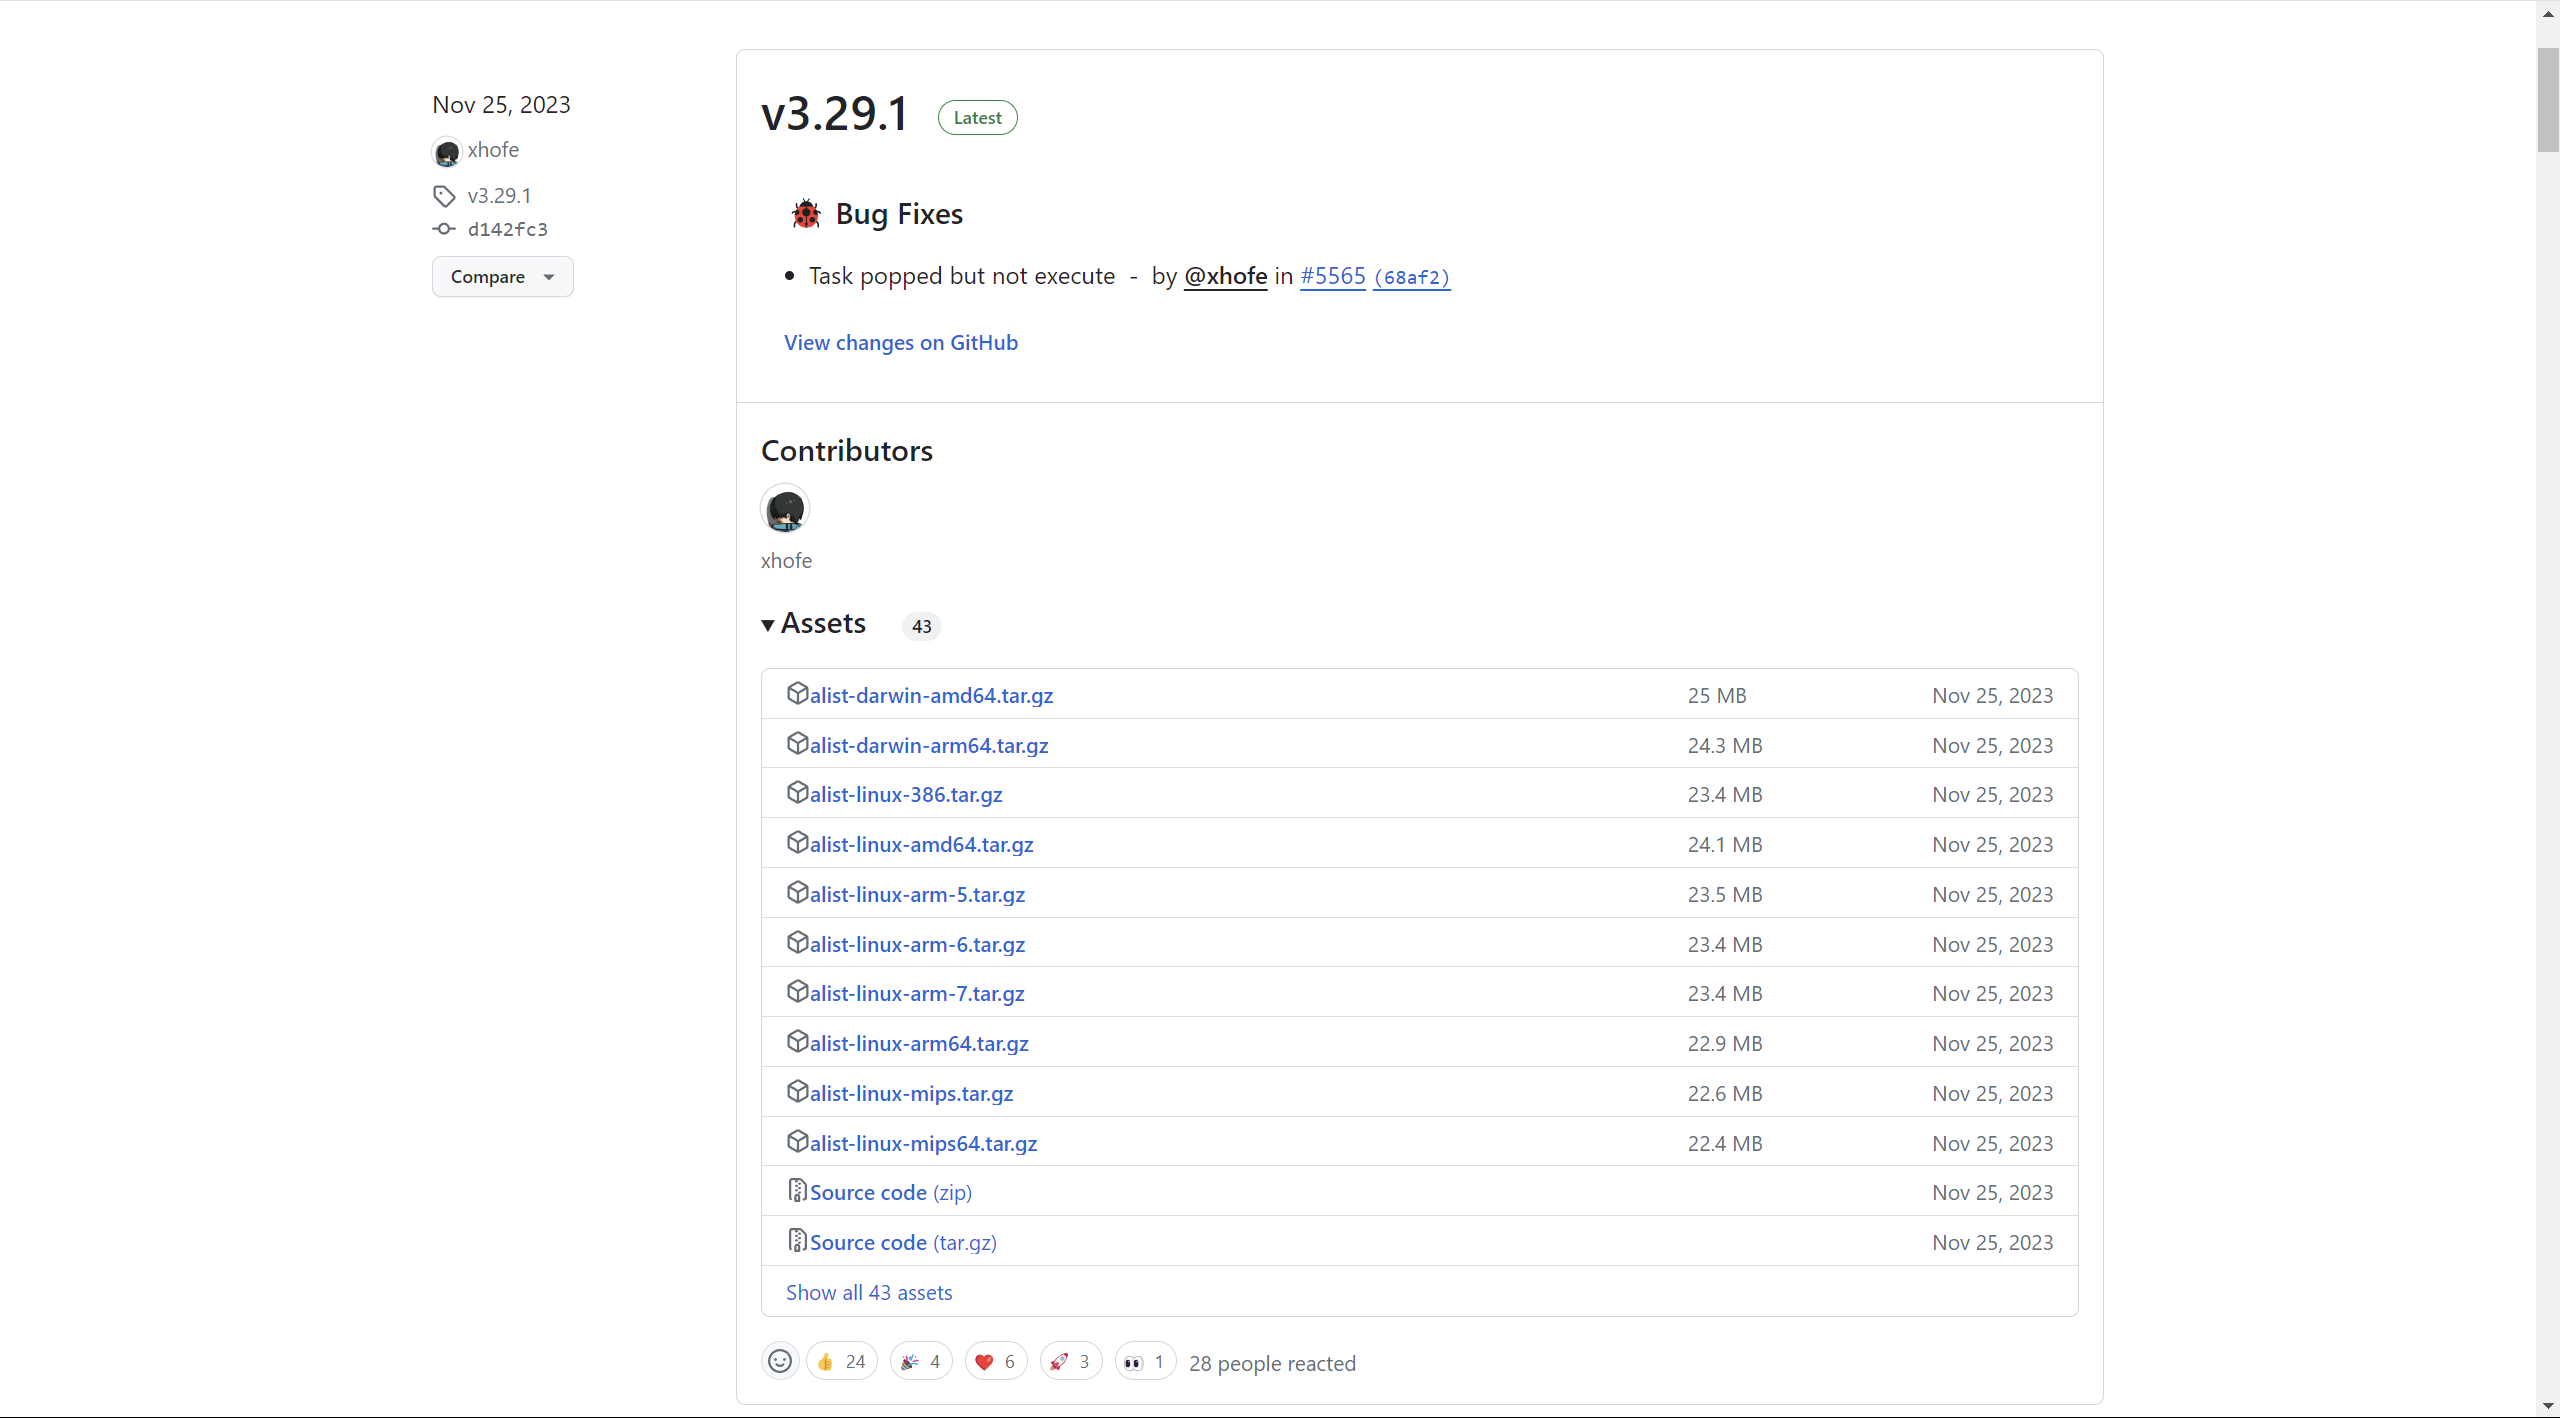 Nov 25, 2023
xhofe
v3.29.1
d142fc3
Compare
v3.29.1 Latest
🐞 Bug Fixes
• Task popped but not execute - by @xhofe in #5565 (68af2)
View changes on GitHub
Contributors
xhofe
Assets 43
alist-darwin-amd64.tar.gz 25 MB Nov 25, 2023
alist-darwin-arm64.tar.gz 24.3 MB Nov 25, 2023
alist-linux-386.tar.gz 23.4 MB Nov 25, 2023
alist-linux-amd64.tar.gz 24.1 MB Nov 25, 2023
alist-linux-arm-5.tar.gz 23.5 MB Nov 25, 2023
alist-linux-arm-6.tar.gz 23.4 MB Nov 25, 2023
alist-linux-arm-7.tar.gz 23.4 MB Nov 25, 2023
alist-linux-arm64.tar.gz 22.9 MB Nov 25, 2023
alist-linux-mips.tar.gz 22.6 MB Nov 25, 2023
alist-linux-mips64.tar.gz 22.4 MB Nov 25, 2023
Source code (zip) Nov 25, 2023
Source code (tar.gz) Nov 25, 2023
Show all 43 assets
👍 24 🎉 4 ❤️ 6 🚀 3 👀 1 28 people reacted